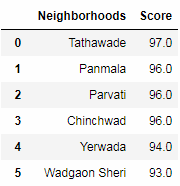 Neighborhoods Score
0 Tathawade 97.0
1 Panmala 96.0
2 Parvati 96.0
3 Chinchwad 96.0
4 Yerwada 94.0
5 Wadgaon Sheri 93.0